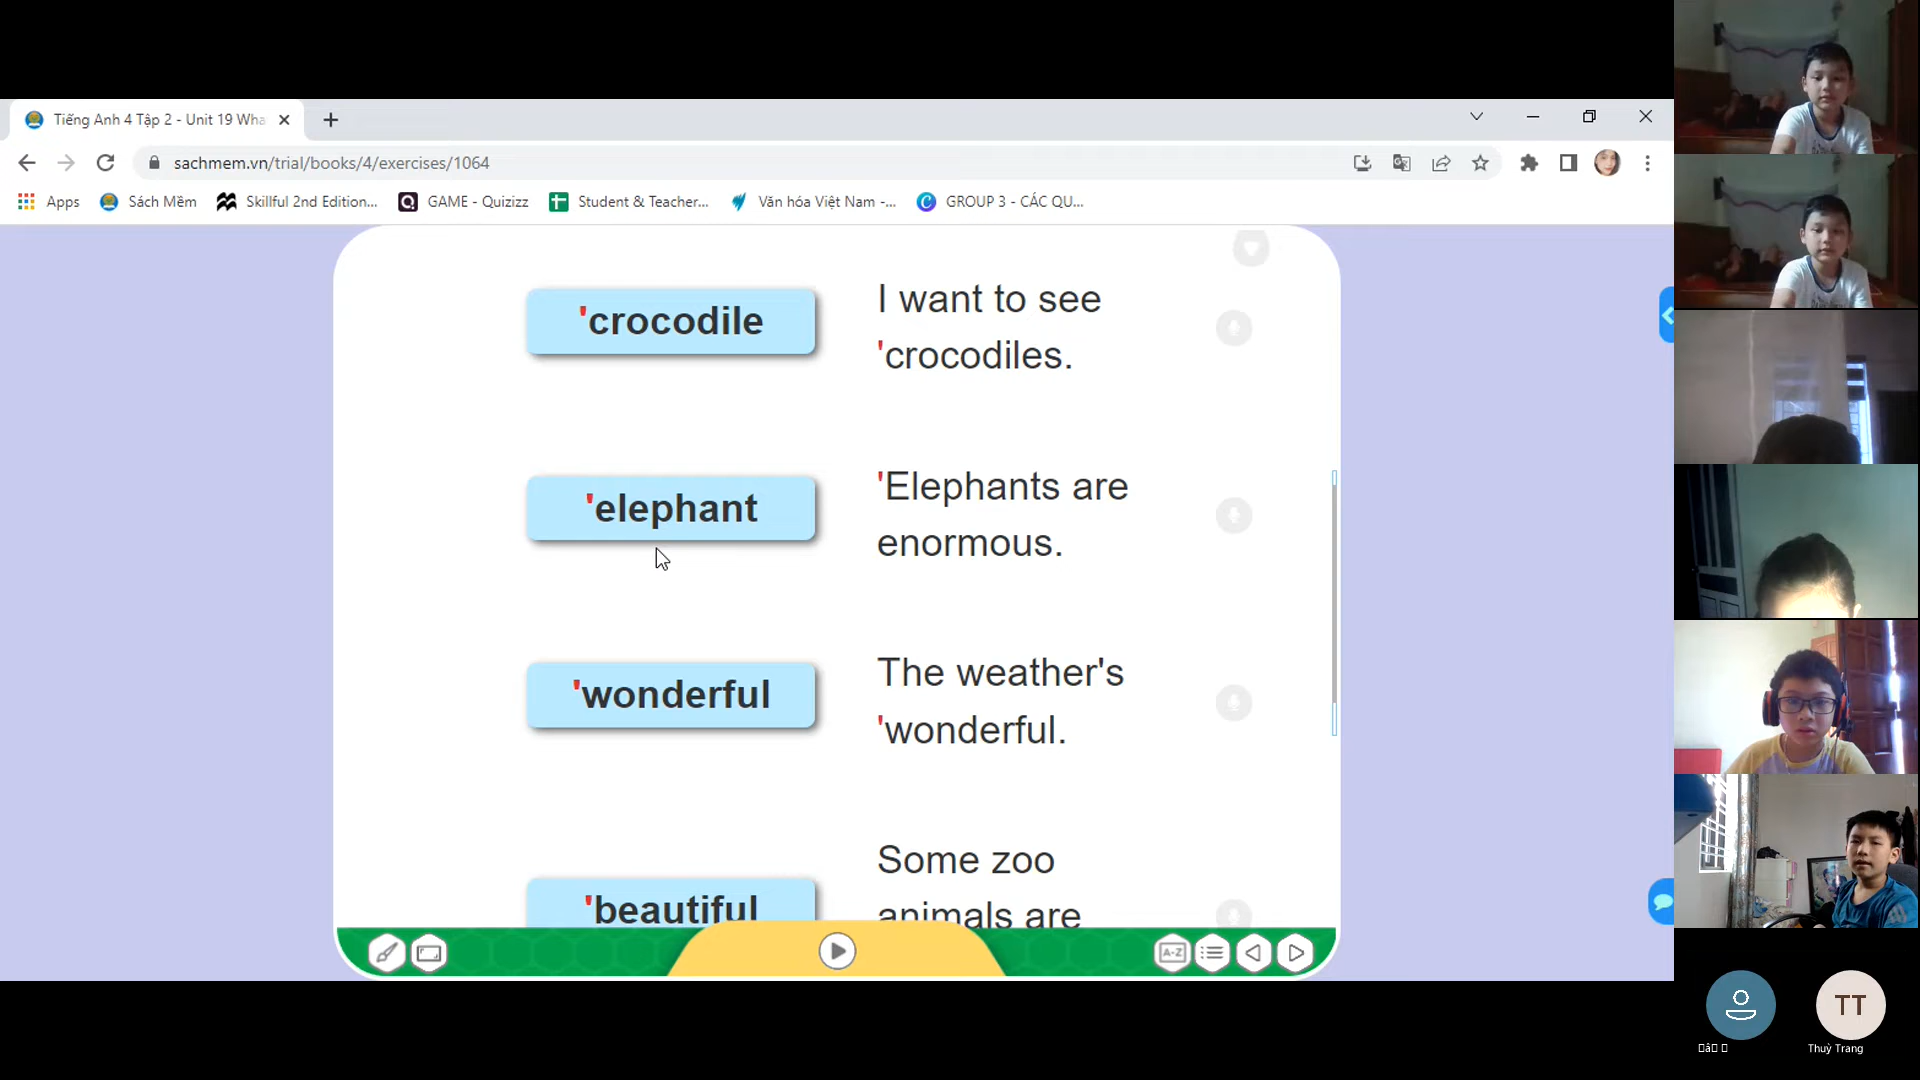 Tiếng Anh 4 Tập 2 - Unit 19 Wha
sachmem.vn/trial/books/4/exercises/1064
Apps
Sách Mềm
Skillful 2nd Edition...
GAME - Quizizz
Student & Teacher...
Văn hóa Việt Nam -...
GROUP 3 - CÁC QU...
'crocodile
I want to see
'crocodiles.
'elephant
'Elephants are
enormous.
'wonderful
The weather's
'wonderful.
'beautiful
Some zoo
animals are
A-Z
TT
Thuỳ Trang